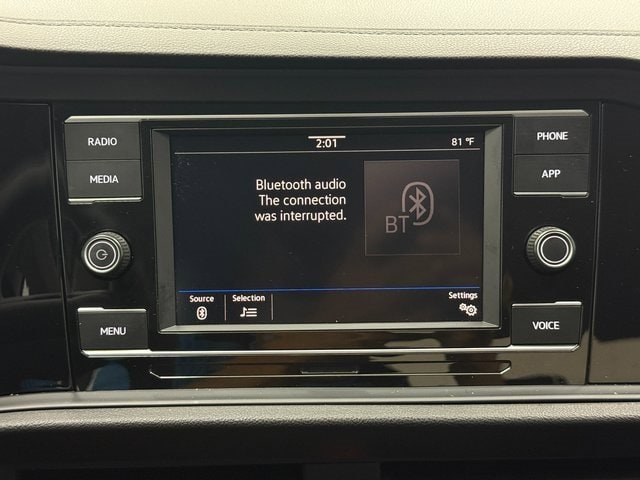 RADIO
MEDIA
MENU
2:01
81 °F
Bluetooth audio
The connection
was interrupted.
BT
Source
Selection
Settings
PHONE
APP
VOICE